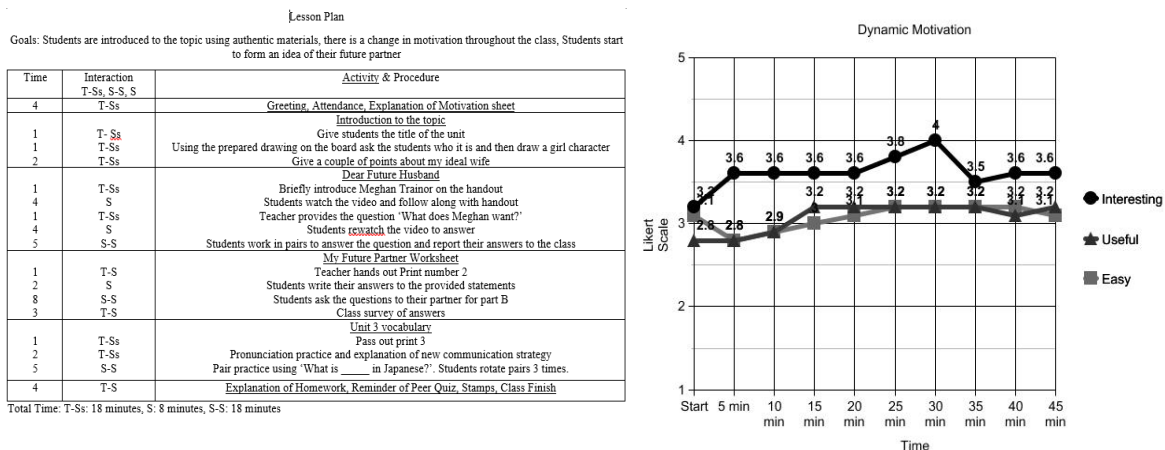 Lesson Plan
Goals: Students are introduced to the topic using authentic materials, there is a change in motivation throughout the class, Students start
to form an idea of their future partner
Time Interaction Activity & Procedure
T-Ss, S-S, S
4 T-Ss Greeting, Attendance, Explanation of Motivation sheet
Introduction to the topic
1 T- Ss Give students the title of the unit
1 T-Ss Using the prepared drawing on the board ask the students who it is and then draw a girl character
2 T-Ss Give a couple of points about my ideal wife
Dear Future Husband
1 T-Ss Briefly introduce Meghan Trainor on the handout
4 S Students watch the video and follow along with handout
1 T-Ss Teacher provides the question ‘What does Meghan want?’
4 S Students rewatch the video to answer
5 S-S Students work in pairs to answer the question and report their answers to the class
My Future Partner Worksheet
1 T-S Teacher hands out Print number 2
2 S Students write their answers to the provided statements
8 S-S Students ask the questions to their partner for part B
3 T-S Class survey of answers
Unit 3 vocabulary
1 T-Ss Pass out print 3
2 T-Ss Pronunciation practice and explanation of new communication strategy
5 S-S Pair practice using ‘What is _____ in Japanese?’. Students rotate pairs 3 times.
4 T-S Explanation of Homework, Reminder of Peer Quiz, Stamps, Class Finish
Total Time: T-Ss: 18 minutes, S: 8 minutes, S-S: 18 minutes
Dynamic Motivation
5
4
3
2
1
Likert
Scale
3.2 3.6 3.6 3.6 3.6 3.8 4 3.5 3.6 3.6
2.8 2.8 2.9 3.2 3.2 3.2 3.2 3.2 3.1 3.2
3.1 3.1 3.1
Start 5 min 10 min 15 min 20 min 25 min 30 min 35 min 40 min 45 min
Time
Interesting
Useful
Easy